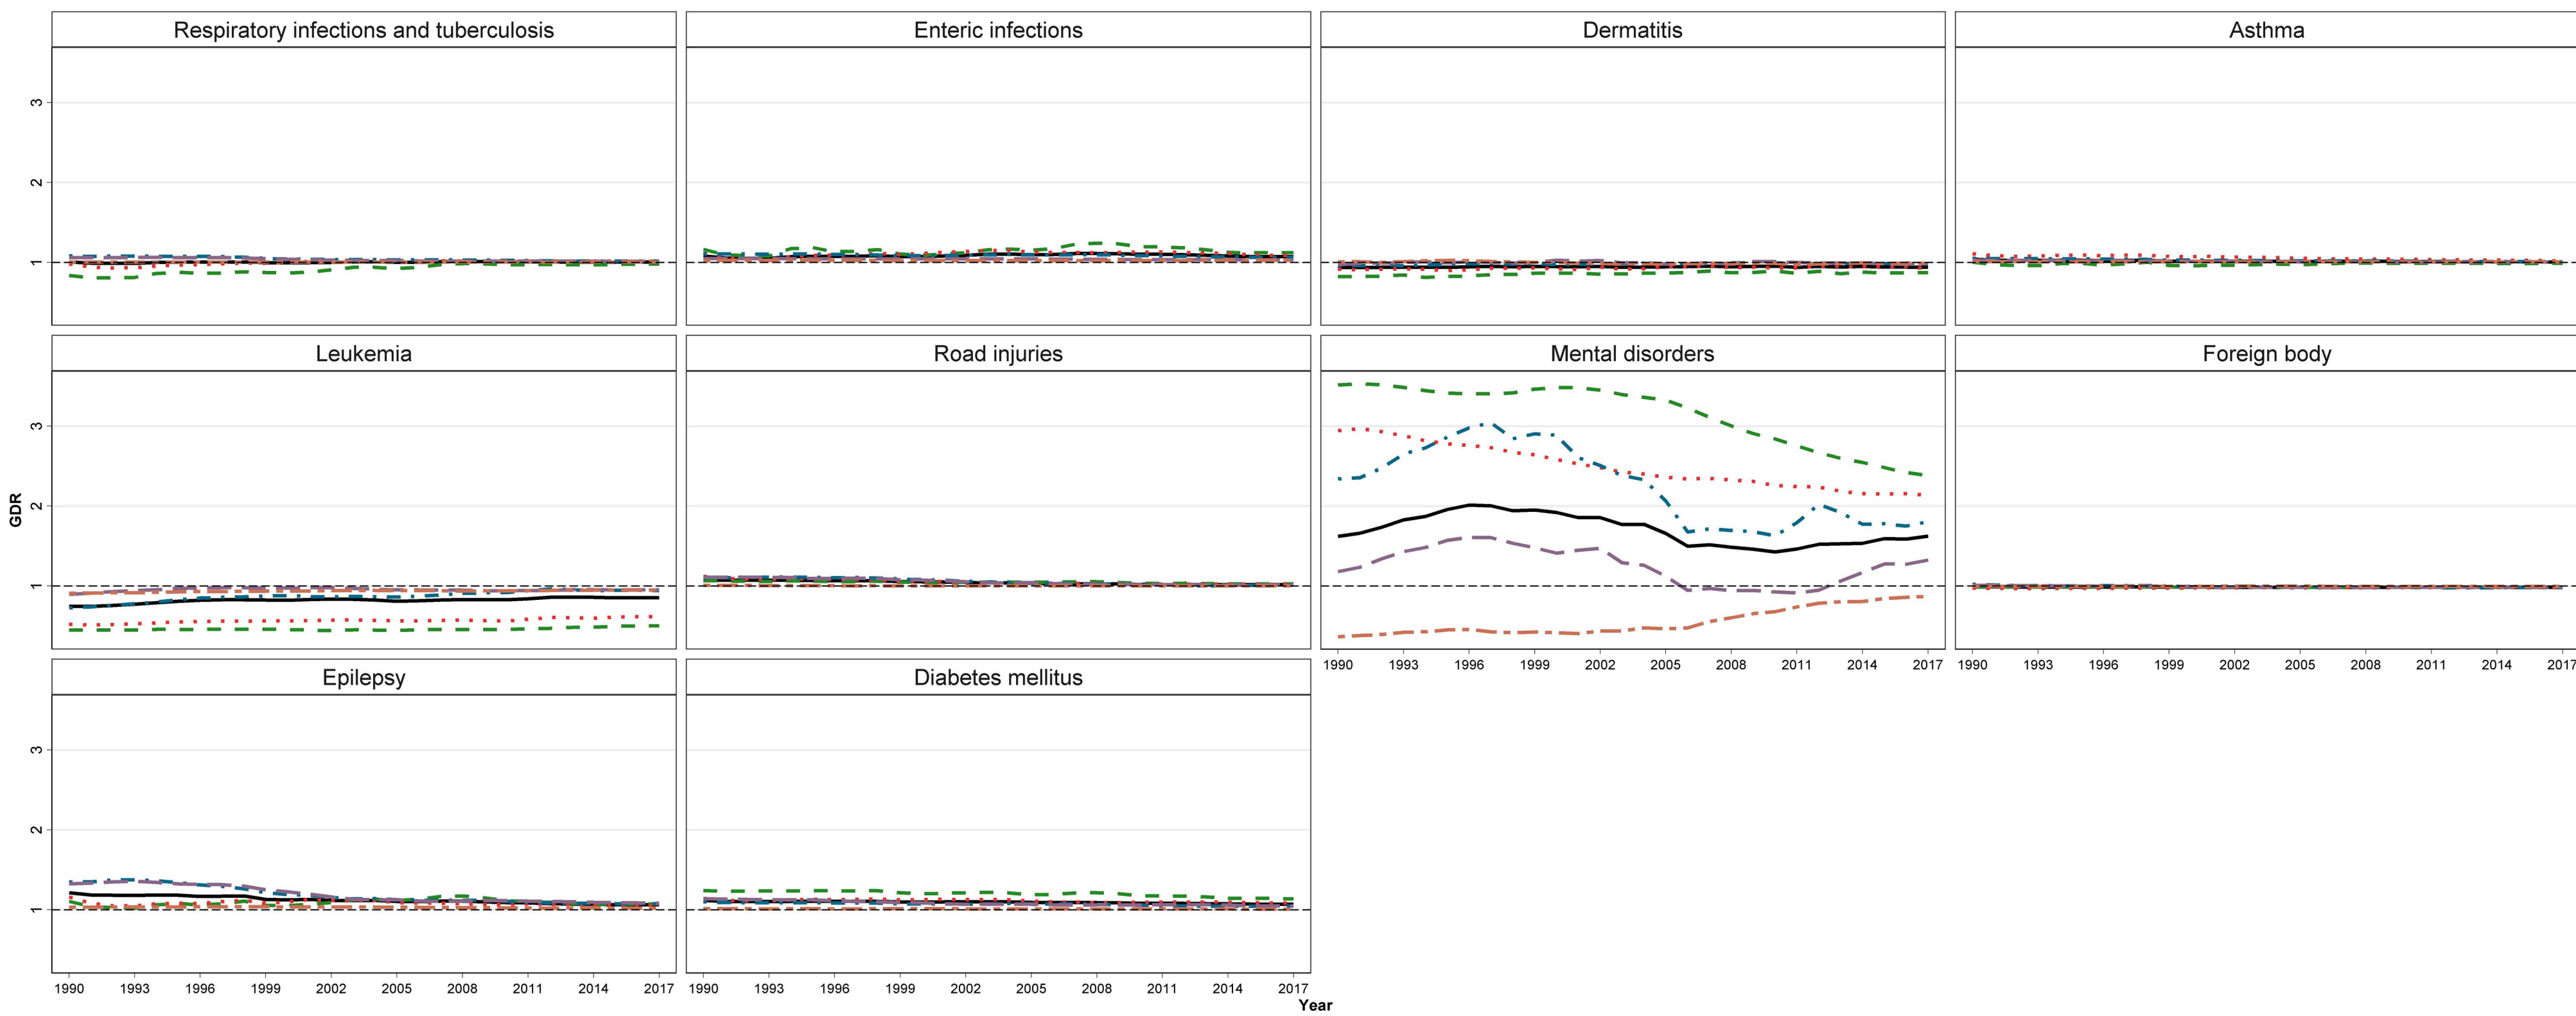 Respiratory infections and tuberculosis
Enteric infections
Dermatitis
Asthma
3
2
1
Leukemia
Road injuries
Mental disorders
Foreign body
3
2
1
GDR
1990 1993 1996 1999 2002 2005 2008 2011 2014 2017
1990 1993 1996 1999 2002 2005 2008 2011 2014 2017
Epilepsy
Diabetes mellitus
3
2
1
1990 1993 1996 1999 2002 2005 2008 2011 2014 2017
1990 1993 1996 1999 2002 2005 2008 2011 2014 2017
Year